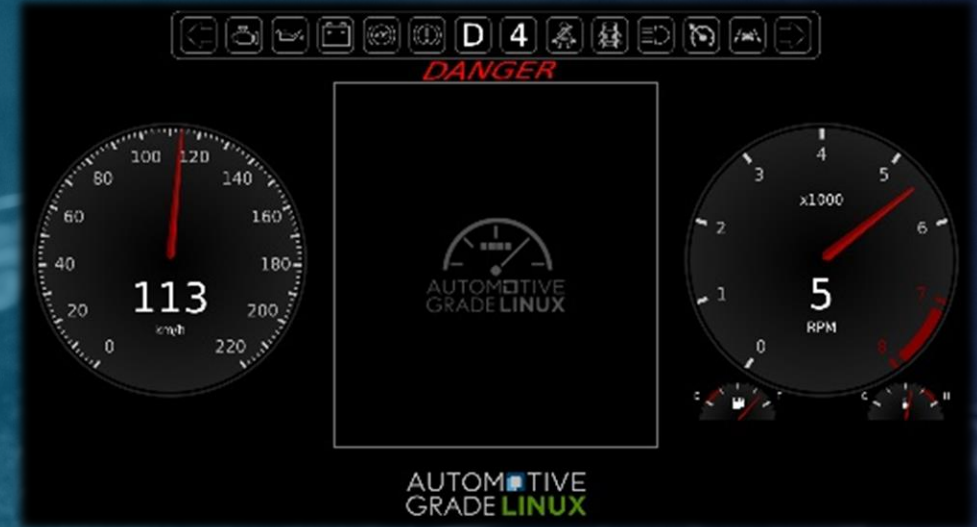 D 4
DANGER
0 20 40 60 80 100 120 140 160 180 200 220
113
km/h
AUTOMOTIVE
GRADE LINUX
0 1 2 3 4 5 6 7 8
x1000
5
RPM
F
C H
AUTOMOTIVE
GRADE LINUX